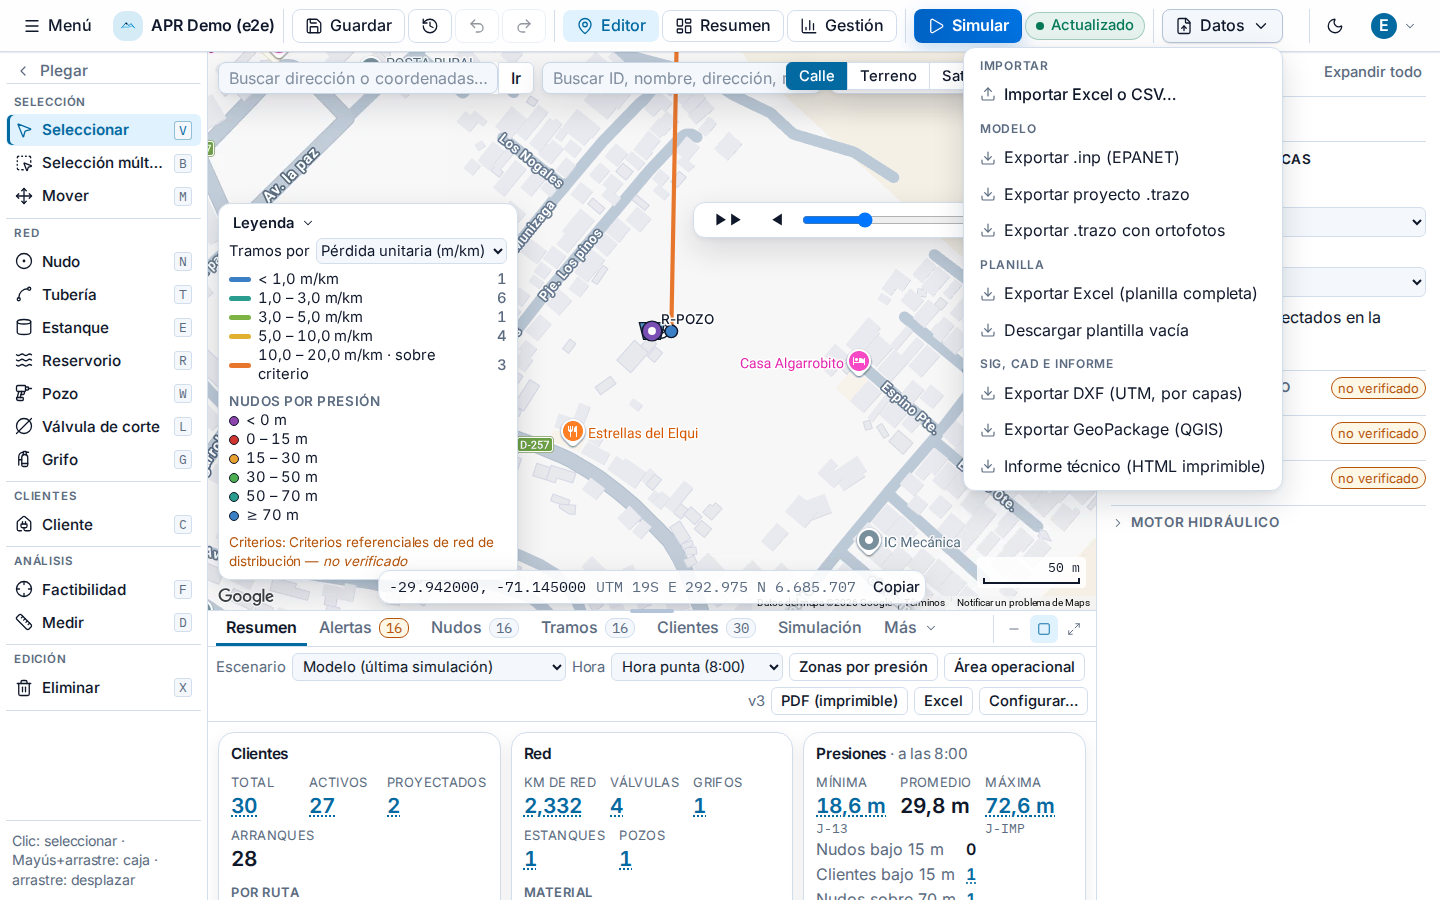 Menú
APR Demo (e2e)
Guardar
Editor
Resumen
Gestión
Simular
Actualizado
Datos
E
Plegar
SELECCIÓN
Seleccionar V
Selección múlt... B
Mover M
RED
Nudo N
Tubería T
Estanque E
Reservorio R
Pozo W
Válvula de corte L
Grifo G
CLIENTES
Cliente C
ANÁLISIS
Factibilidad F
Medir D
EDICIÓN
Eliminar X
Clic: seleccionar ·
Mayús+arrastre: caja ·
arrastre: desplazar
Buscar dirección o coordenadas...
Ir
Buscar ID, nombre, dirección,
Calle
Terreno
Sat
Av. la paz
Los Nogales
Pje. Los pinos
R-POZO
Casa Algarrobito
Estrellas del Elqui
D-257
Espino Pte.
IC Mecánica
Leyenda
Tramos por Pérdida unitaria (m/km)
< 1,0 m/km 1
1,0 – 3,0 m/km 6
3,0 – 5,0 m/km 1
5,0 – 10,0 m/km 4
10,0 – 20,0 m/km · sobre
criterio 3
NUDOS POR PRESIÓN
< 0 m
0 – 15 m
15 – 30 m
30 – 50 m
50 – 70 m
≥ 70 m
Criterios: Criterios referenciales de red de
distribución — no verificado
-29.942000, -71.145000 UTM 19S E 292.975 N 6.685.707 Copiar
50 m
Google
Notificar un problema de Maps
IMPORTAR
Importar Excel o CSV...
MODELO
Exportar .inp (EPANET)
Exportar proyecto .trazo
Exportar .trazo con ortofotos
PLANILLA
Exportar Excel (planilla completa)
Descargar plantilla vacía
SIG, CAD E INFORME
Exportar DXF (UTM, por capas)
Exportar GeoPackage (QGIS)
Informe técnico (HTML imprimible)
Expandir todo
CAS
ectados en la
no verificado
no verificado
no verificado
MOTOR HIDRÁULICO
Resumen
Alertas 16
Nudos 16
Tramos 16
Clientes 30
Simulación
Más
Escenario Modelo (última simulación)
Hora Hora punta (8:00)
Zonas por presión
Área operacional
v3
PDF (imprimible)
Excel
Configurar...
Clientes
TOTAL ACTIVOS PROYECTADOS
30 27 2
ARRANQUES
28
POR RUTA
Red
KM DE RED VÁLVULAS GRIFOS
2,332 4 1
ESTANQUES POZOS
1 1
MATERIAL
Presiones · a las 8:00
MÍNIMA PROMEDIO MÁXIMA
18,6 m 29,8 m 72,6 m
J-13 J-IMP
Nudos bajo 15 m 0
Clientes bajo 15 m 1
Nudos sobre 70 m 1